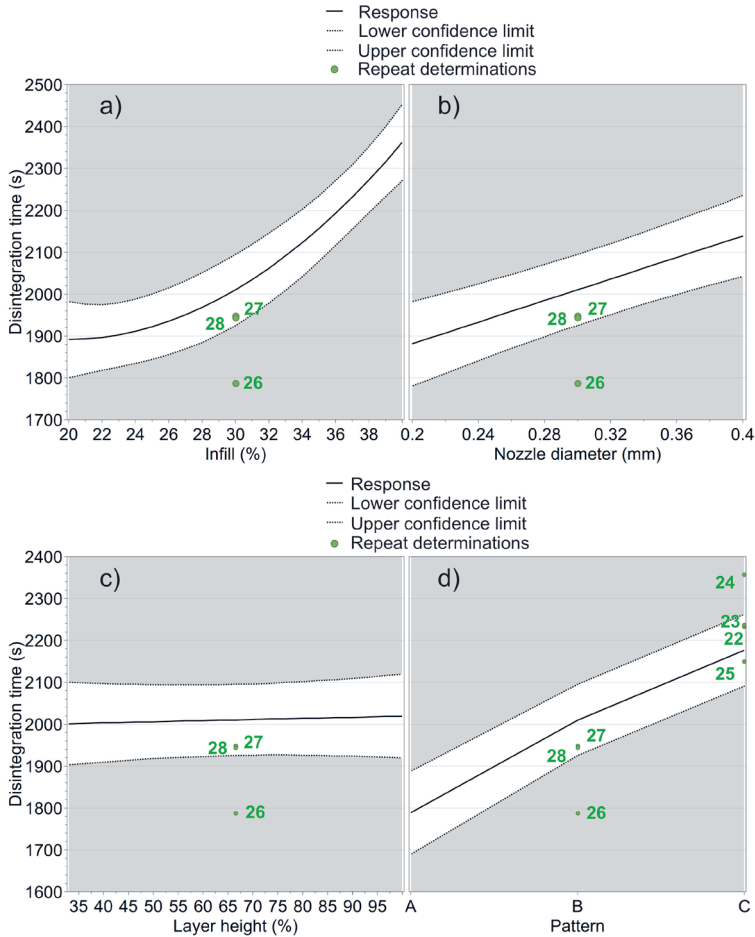 Response
Lower confidence limit
Upper confidence limit
Repeat determinations
a)
b)
Disintegration time (s)
2500
2400
2300
2200
2100
2000
1900
1800
1700
27
28
26
27
28
26
20 22 24 26 28 30 32 34 36 38 40
0.2 0.24 0.28 0.32 0.36 0.4
Infill (%)
Nozzle diameter (mm)
Response
Lower confidence limit
Upper confidence limit
Repeat determinations
c)
d)
Disintegration time (s)
2400
2300
2200
2100
2000
1900
1800
1700
1600
27
28
26
24
23
22
25
27
28
26
35 40 45 50 55 60 65 70 75 80 85 90 95
A B C
Layer height (%)
Pattern